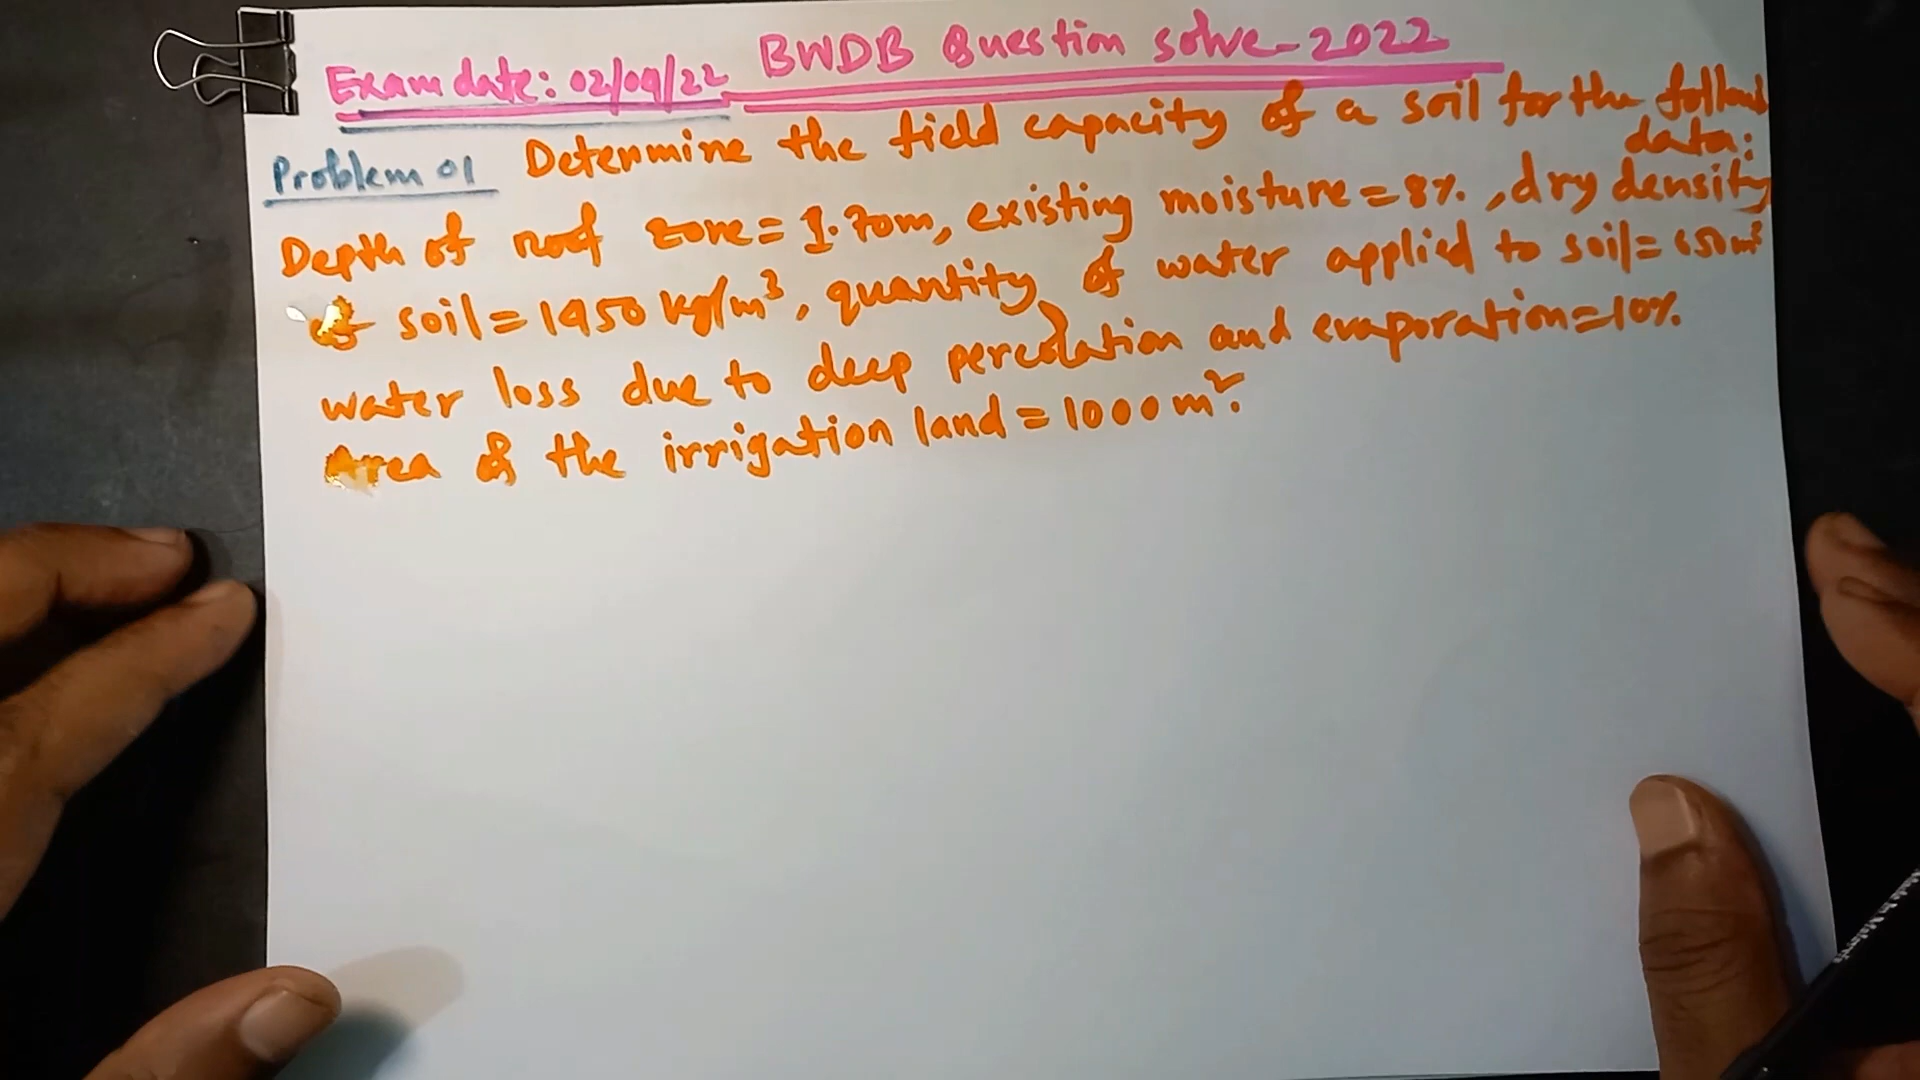 BWDB Question solve-2022
Exam date: 02/09/22
Problem 01 Determine the field capacity of a soil for the
data:
Depth of root zone = 1.70m, existing moisture = 8%, dry density
of soil = 1450 kg/m³, quantity of water applied to soil = 650m³
water loss due to deep percolation and evaporation = 10%.
Area of the irrigation land = 1000 m².